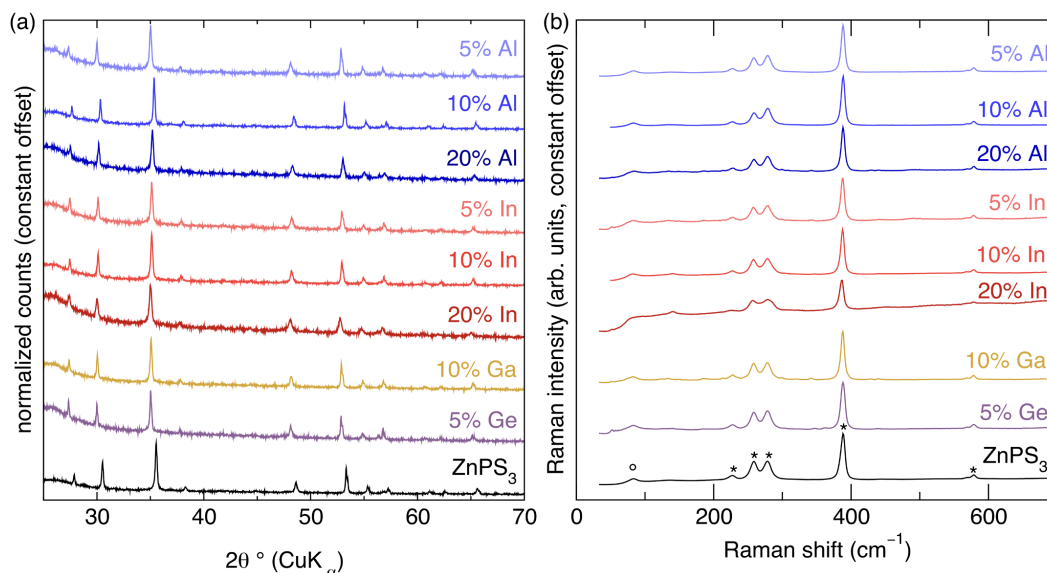 (a)
normalized counts (constant offset)
5% Al
10% Al
20% Al
5% In
10% In
20% In
10% Ga
5% Ge
ZnPS3
30
40
50
60
70
2θ ° (CuKα)
(b)
Raman intensity (arb. units, constant offset)
5% Al
10% Al
20% Al
5% In
10% In
20% In
10% Ga
5% Ge
ZnPS3
* * * * *
0
200
400
600
Raman shift (cm−1)